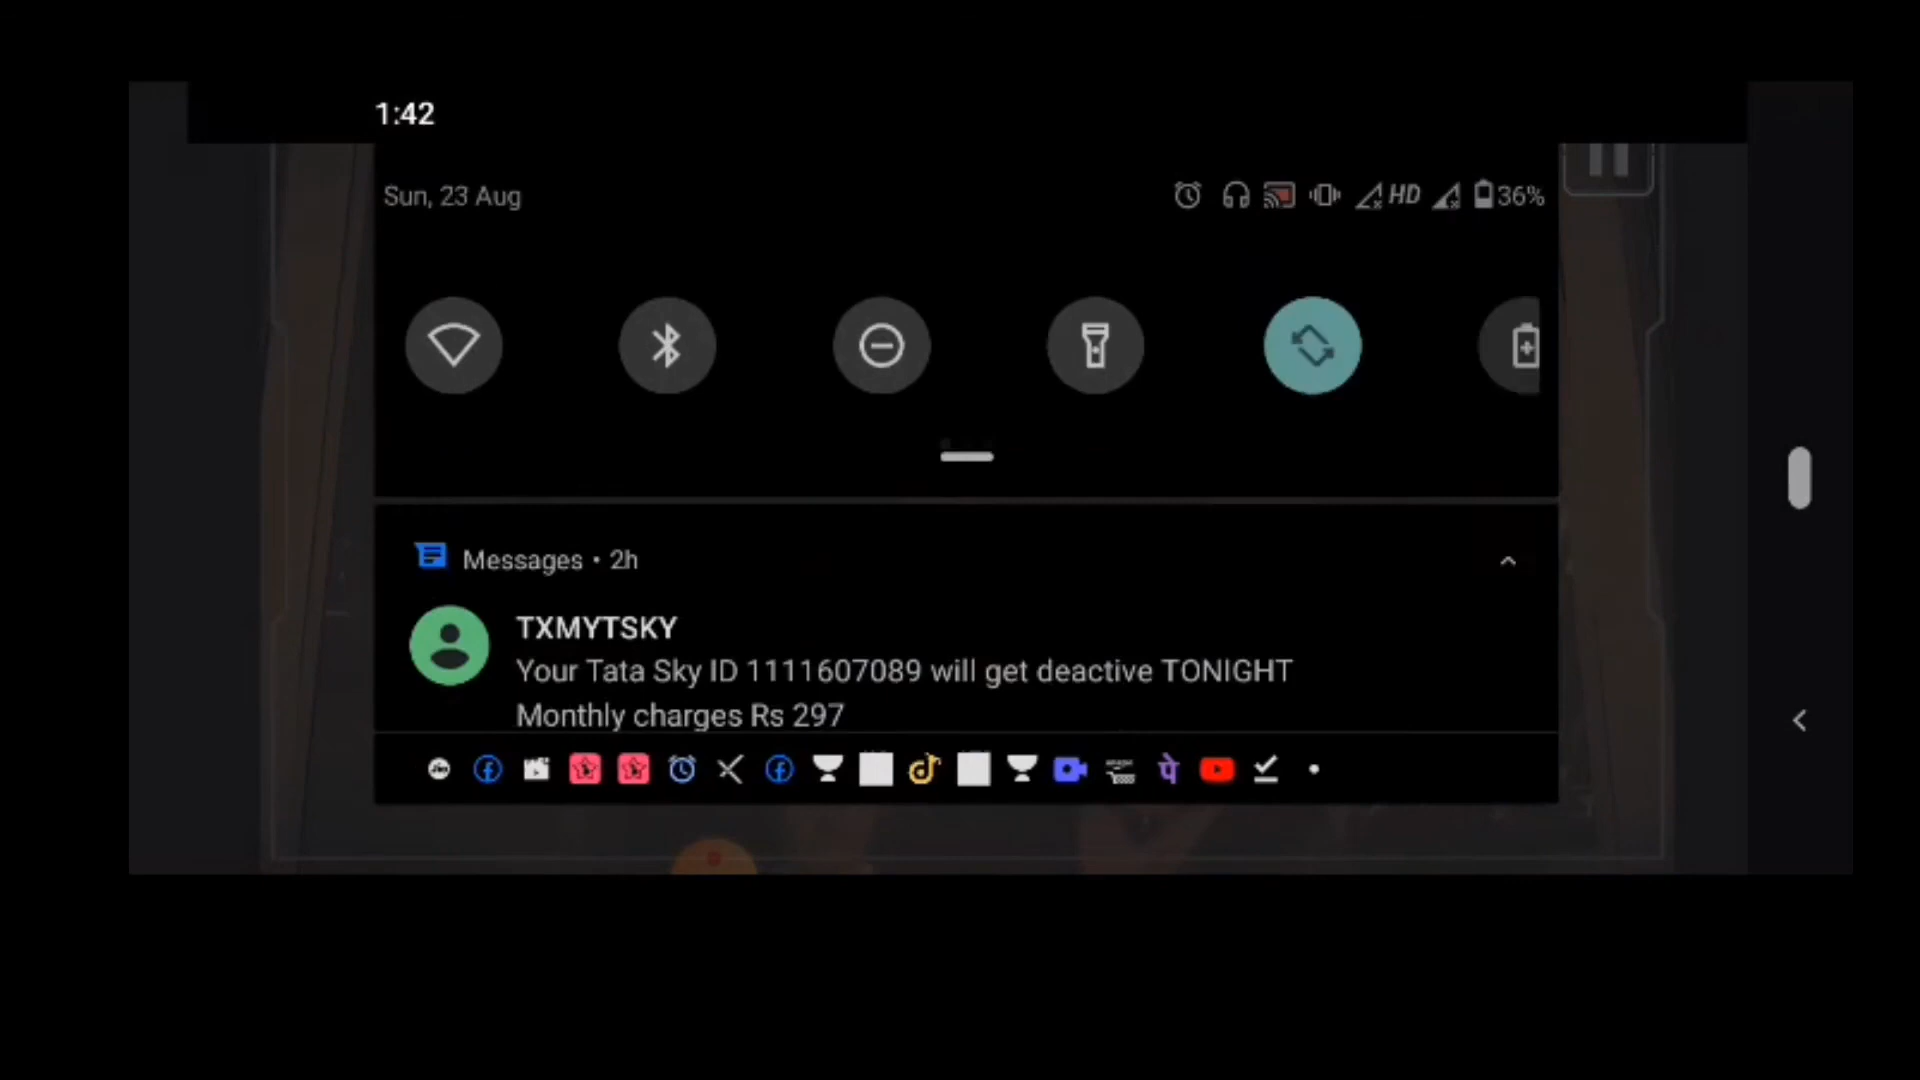 1:42
Sun, 23 Aug
HD
36%
Messages • 2h
TXMYTSKY
Your Tata Sky ID 1111607089 will get deactive TONIGHT
Monthly charges Rs 297
Jio
पे